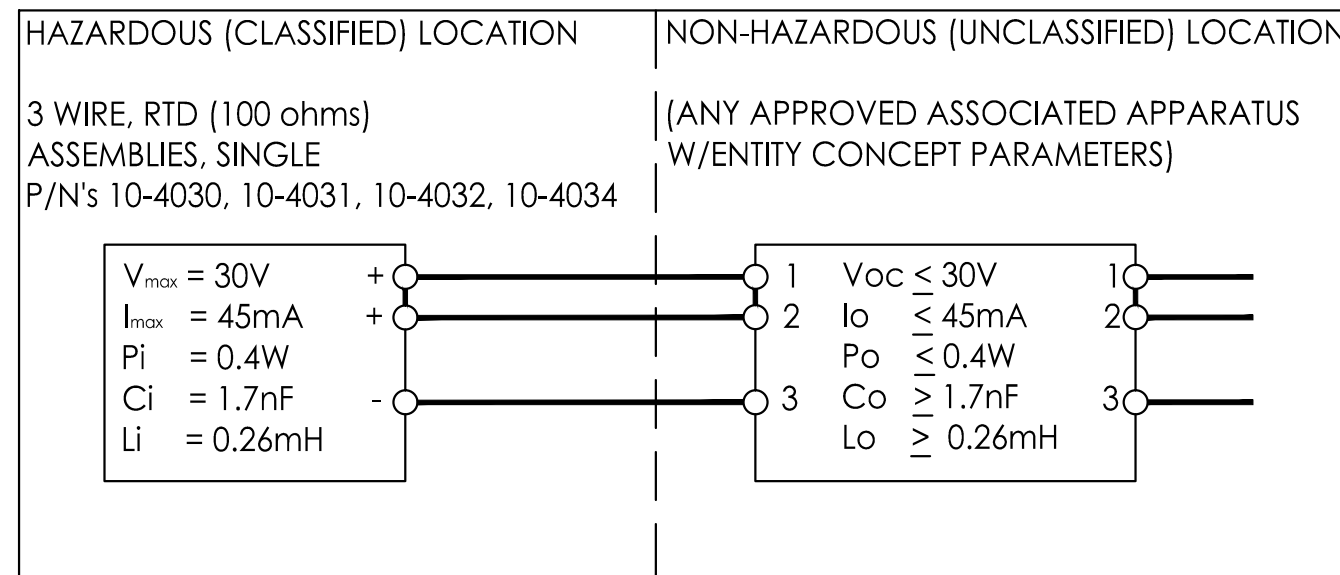 HAZARDOUS (CLASSIFIED) LOCATION
3 WIRE, RTD (100 ohms)
ASSEMBLIES, SINGLE
P/N's 10-4030, 10-4031, 10-4032, 10-4034
Vmax = 30V +
Imax = 45mA +
Pi = 0.4W
Ci = 1.7nF -
Li = 0.26mH
NON-HAZARDOUS (UNCLASSIFIED) LOCATION
(ANY APPROVED ASSOCIATED APPARATUS
W/ENTITY CONCEPT PARAMETERS)
1 Voc ≤ 30V 1
2 Io ≤ 45mA 2
Po ≤ 0.4W
3 Co ≥ 1.7nF 3
Lo ≥ 0.26mH